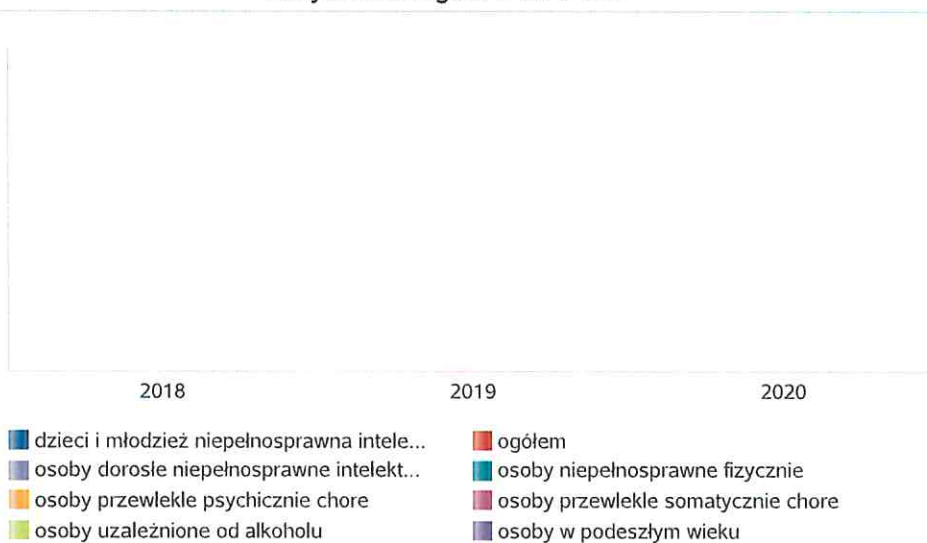 2018 2019 2020
dzieci i młodzież niepełnosprawna intele...
ogółem
osoby dorosłe niepełnosprawne intelekt...
osoby niepełnosprawne fizycznie
osoby przewlekle psychicznie chore
osoby przewlekle somatycznie chore
osoby uzależnione od alkoholu
osoby w podeszłym wieku